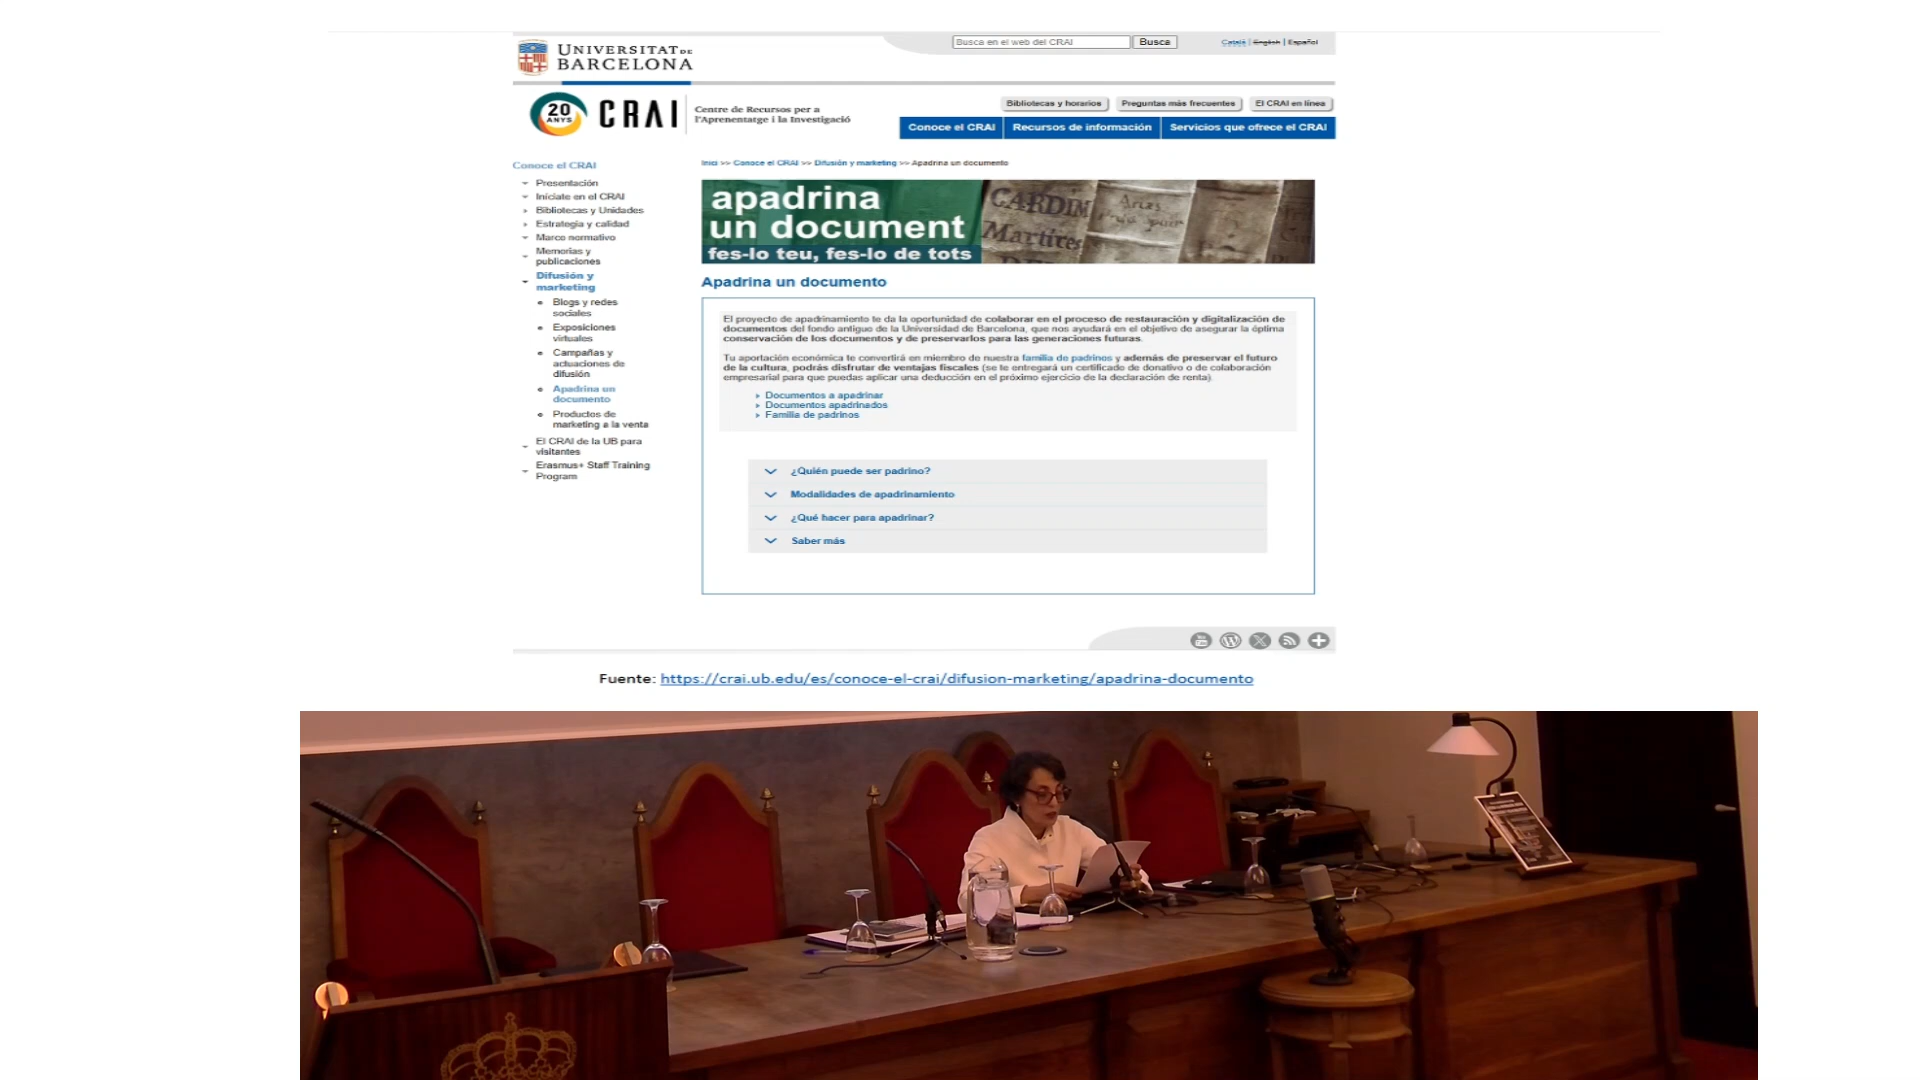 UNIVERSITAT DE
BARCELONA
Busca en el web del CRAI
Busca
Català | English | Español
20
ANYS
CRAI
Centre de Recursos per a
l'Aprenentatge i la Investigació
Bibliotecas y horarios
Preguntas más frecuentes
El CRAI en línea
Conoce el CRAI
Recursos de información
Servicios que ofrece el CRAI
Conoce el CRAI
Presentación
Iníciate en el CRAI
Bibliotecas y Unidades
Estrategia y calidad
Marco normativo
Memorias y
publicaciones
Difusión y
marketing
Blogs y redes
sociales
Exposiciones
virtuales
Campañas y
actuaciones de
difusión
Apadrina un
documento
Productos de
marketing a la venta
El CRAI de la UB para
visitantes
Erasmus+ Staff Training
Program
Inici >> Conoce el CRAI >> Difusión y marketing >> Apadrina un documento
apadrina
un document
fes-lo teu, fes-lo de tots
CARDIM
Martires
Apadrina un documento
El proyecto de apadrinamiento te da la oportunidad de colaborar en el proceso de restauración y digitalización de
documentos del fondo antiguo de la Universidad de Barcelona, que nos ayudará en el objetivo de asegurar la óptima
conservación de los documentos y de preservarlos para las generaciones futuras.
Tu aportación económica te convertirá en miembro de nuestra familia de padrinos y además de preservar el futuro
de la cultura, podrás disfrutar de ventajas fiscales (se te entregará un certificado de donativo o de colaboración
empresarial para que puedas aplicar una deducción en el próximo ejercicio de la declaración de renta).
Documentos a apadrinar
Documentos apadrinados
Familia de padrinos
¿Quién puede ser padrino?
Modalidades de apadrinamiento
¿Qué hacer para apadrinar?
Saber más
Fuente: https://crai.ub.edu/es/conoce-el-crai/difusion-marketing/apadrina-documento